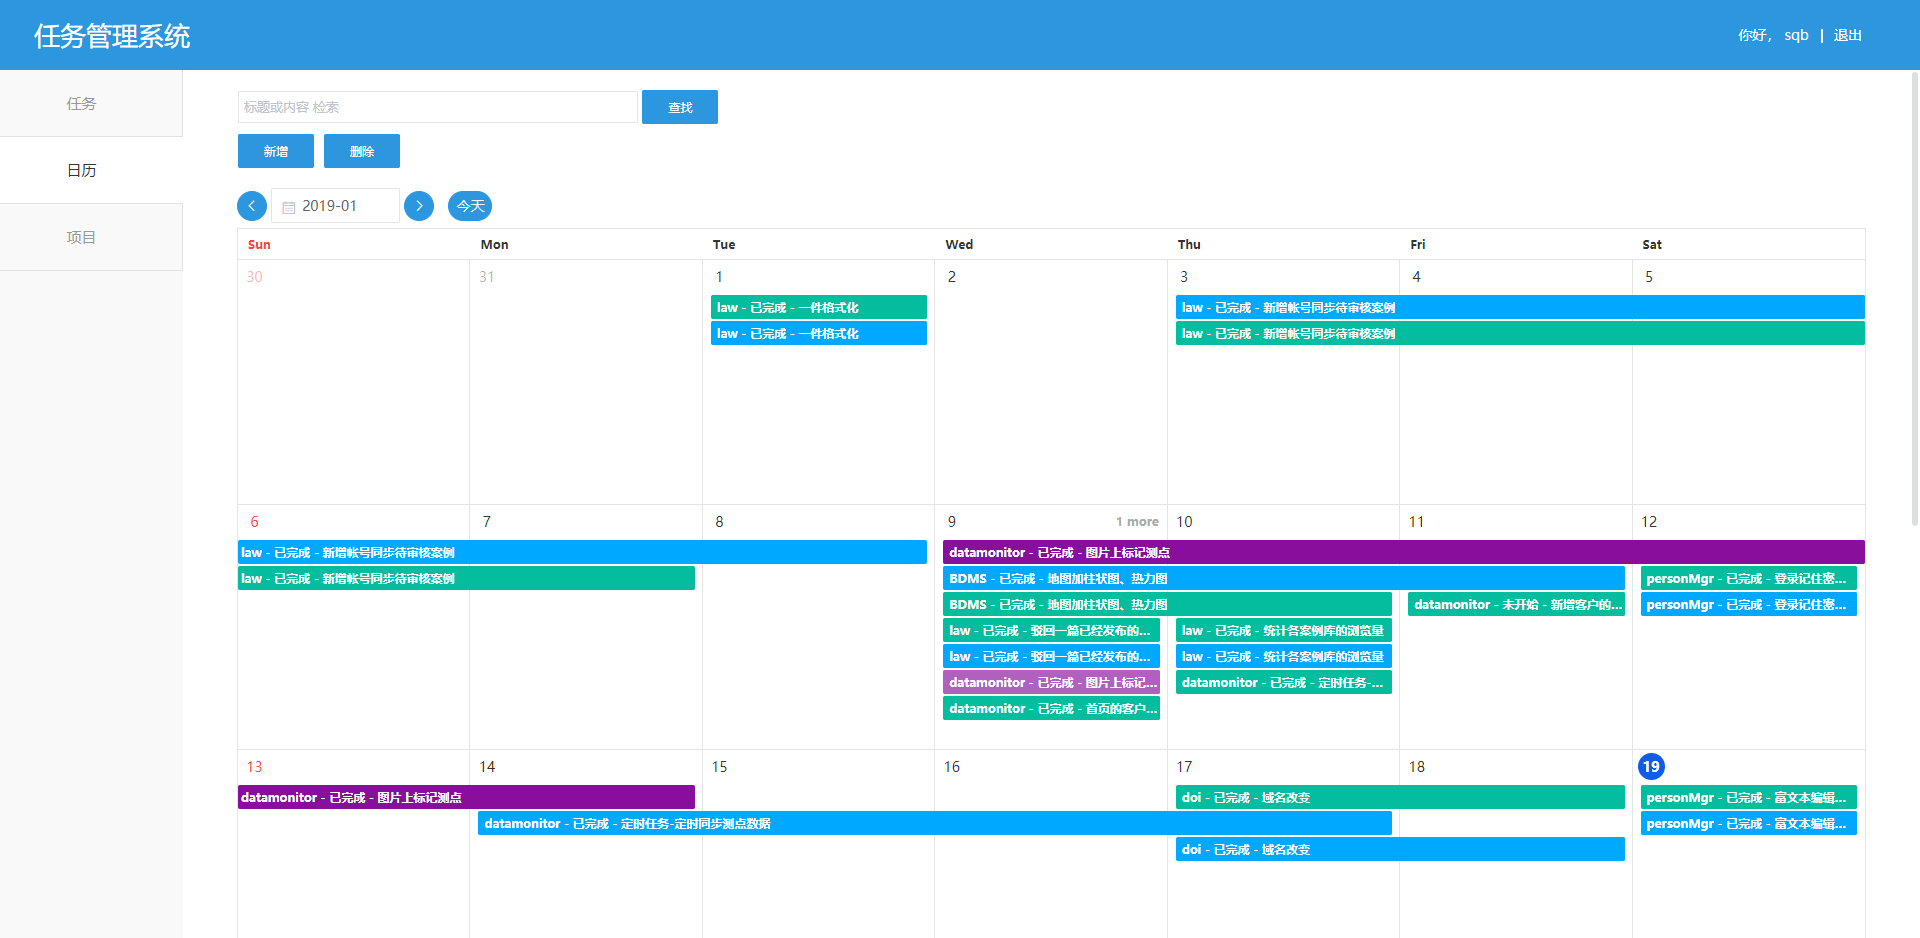 任务管理系统
你好， sqb | 退出
任务
日历
项目
标题或内容 检索
查找
新增
删除
2019-01
今天
Sun Mon Tue Wed Thu Fri Sat
30 31 1 2 3 4 5
law - 已完成 - 一件格式化
law - 已完成 - 新增帐号同步待审核案例
law - 已完成 - 一件格式化
law - 已完成 - 新增帐号同步待审核案例
6 7 8 9 1 more 10 11 12
law - 已完成 - 新增帐号同步待审核案例
datamonitor - 已完成 - 图片上标记测点
law - 已完成 - 新增帐号同步待审核案例
BDMS - 已完成 - 地图加柱状图、热力图
personMgr - 已完成 - 登录记住密...
BDMS - 已完成 - 地图加柱状图、热力图
datamonitor - 未开始 - 新增客户的...
personMgr - 已完成 - 登录记住密...
law - 已完成 - 驳回一篇已经发布的...
law - 已完成 - 统计各案例库的浏览量
law - 已完成 - 驳回一篇已经发布的...
law - 已完成 - 统计各案例库的浏览量
datamonitor - 已完成 - 图片上标记...
datamonitor - 已完成 - 定时任务-...
datamonitor - 已完成 - 首页的客户...
13 14 15 16 17 18 19
datamonitor - 已完成 - 图片上标记测点
doi - 已完成 - 域名改变
personMgr - 已完成 - 富文本编辑...
datamonitor - 已完成 - 定时任务-定时同步测点数据
personMgr - 已完成 - 富文本编辑...
doi - 已完成 - 域名改变